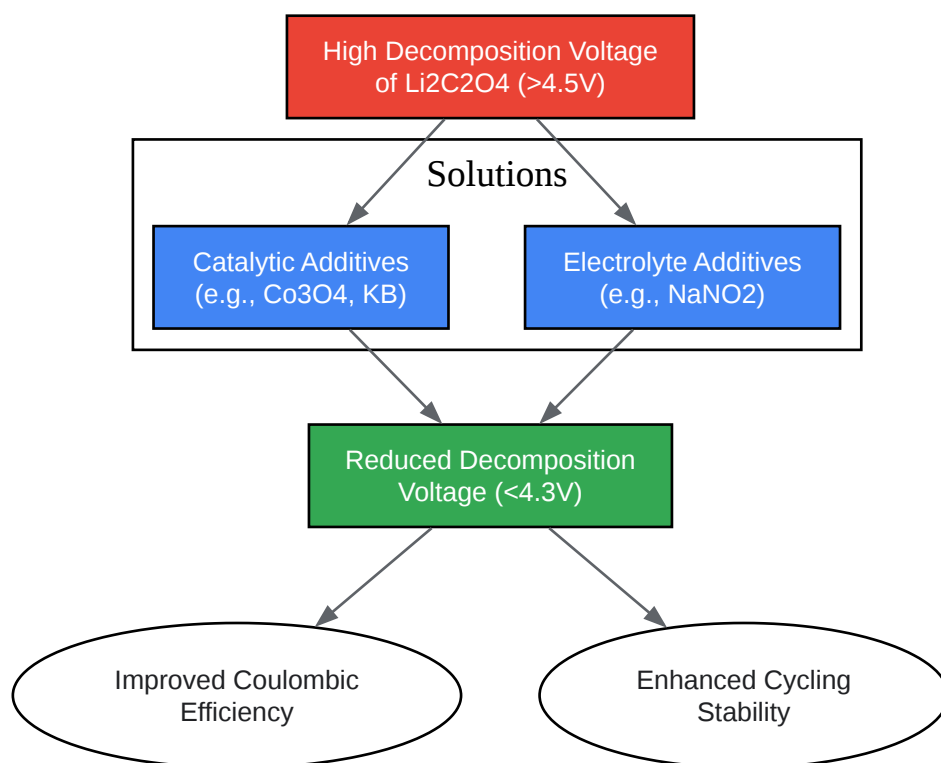 High Decomposition Voltage
of Li2C2O4 (>4.5V)
Solutions
Catalytic Additives
(e.g., Co3O4, KB)
Electrolyte Additives
(e.g., NaNO2)
Reduced Decomposition
Voltage (<4.3V)
Improved Coulombic
Efficiency
Enhanced Cycling
Stability